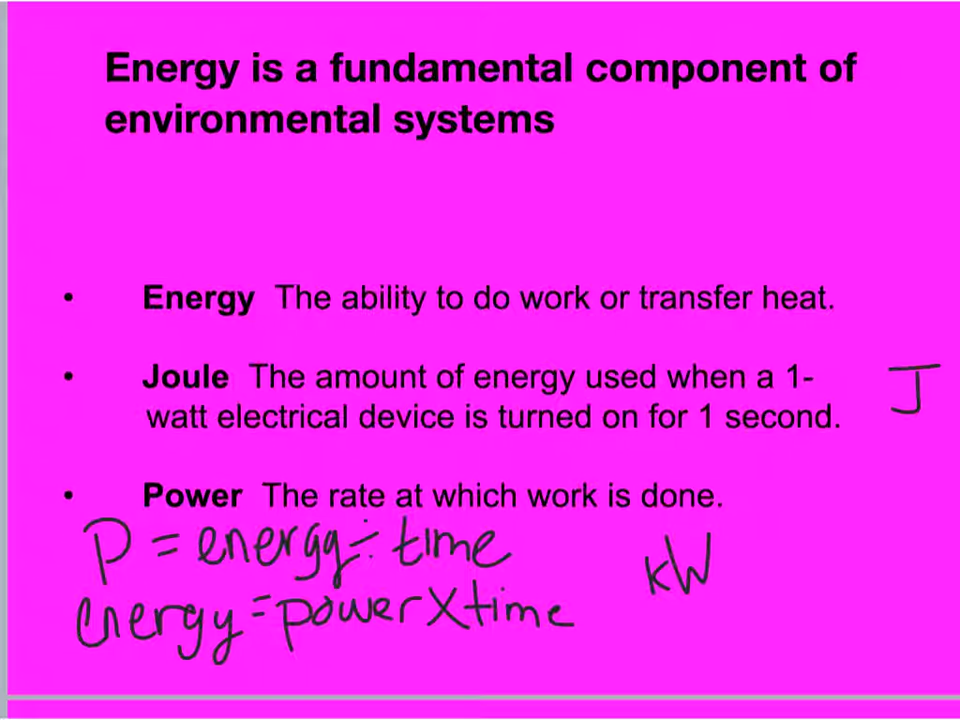 Energy is a fundamental component of
environmental systems
• Energy The ability to do work or transfer heat.
• Joule The amount of energy used when a 1-
watt electrical device is turned on for 1 second.
J
• Power The rate at which work is done.
P = energy ÷ time
kW
energy = power X time